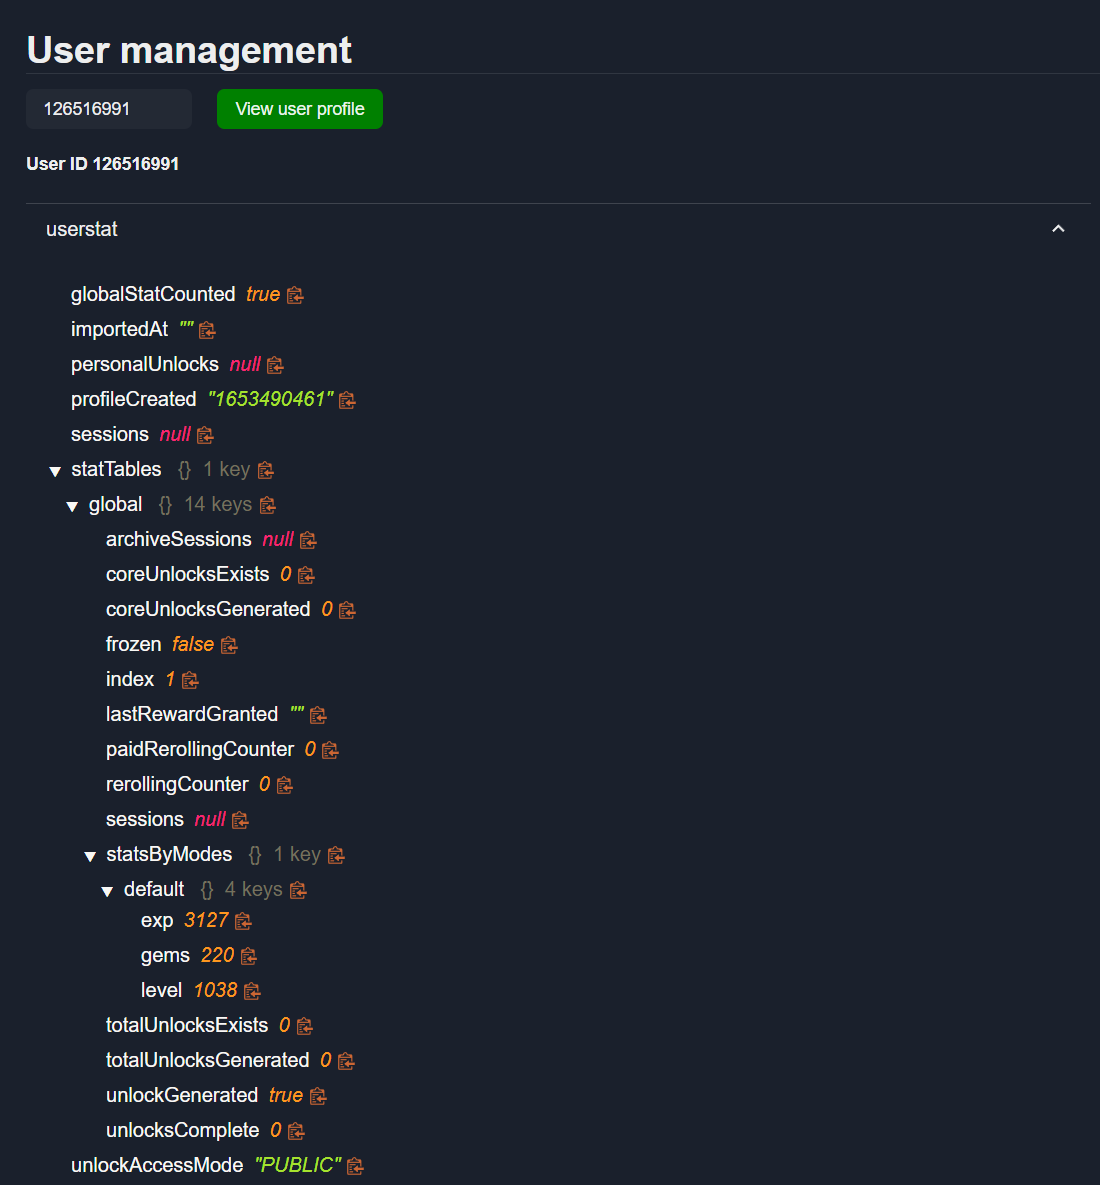 User management
126516991 View user profile
User ID 126516991
userstat
globalStatCounted true
importedAt ""
personalUnlocks null
profileCreated "1653490461"
sessions null
statTables {} 1 key
global {} 14 keys
archiveSessions null
coreUnlocksExists 0
coreUnlocksGenerated 0
frozen false
index 1
lastRewardGranted ""
paidRerollingCounter 0
rerollingCounter 0
sessions null
statsByModes {} 1 key
default {} 4 keys
exp 3127
gems 220
level 1038
totalUnlocksExists 0
totalUnlocksGenerated 0
unlockGenerated true
unlocksComplete 0
unlockAccessMode "PUBLIC"